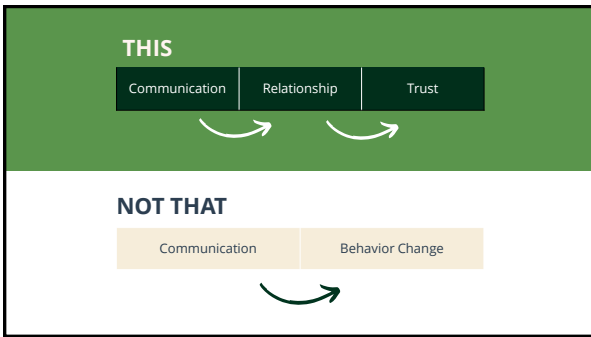 THIS
Communication Relationship Trust
NOT THAT
Communication Behavior Change